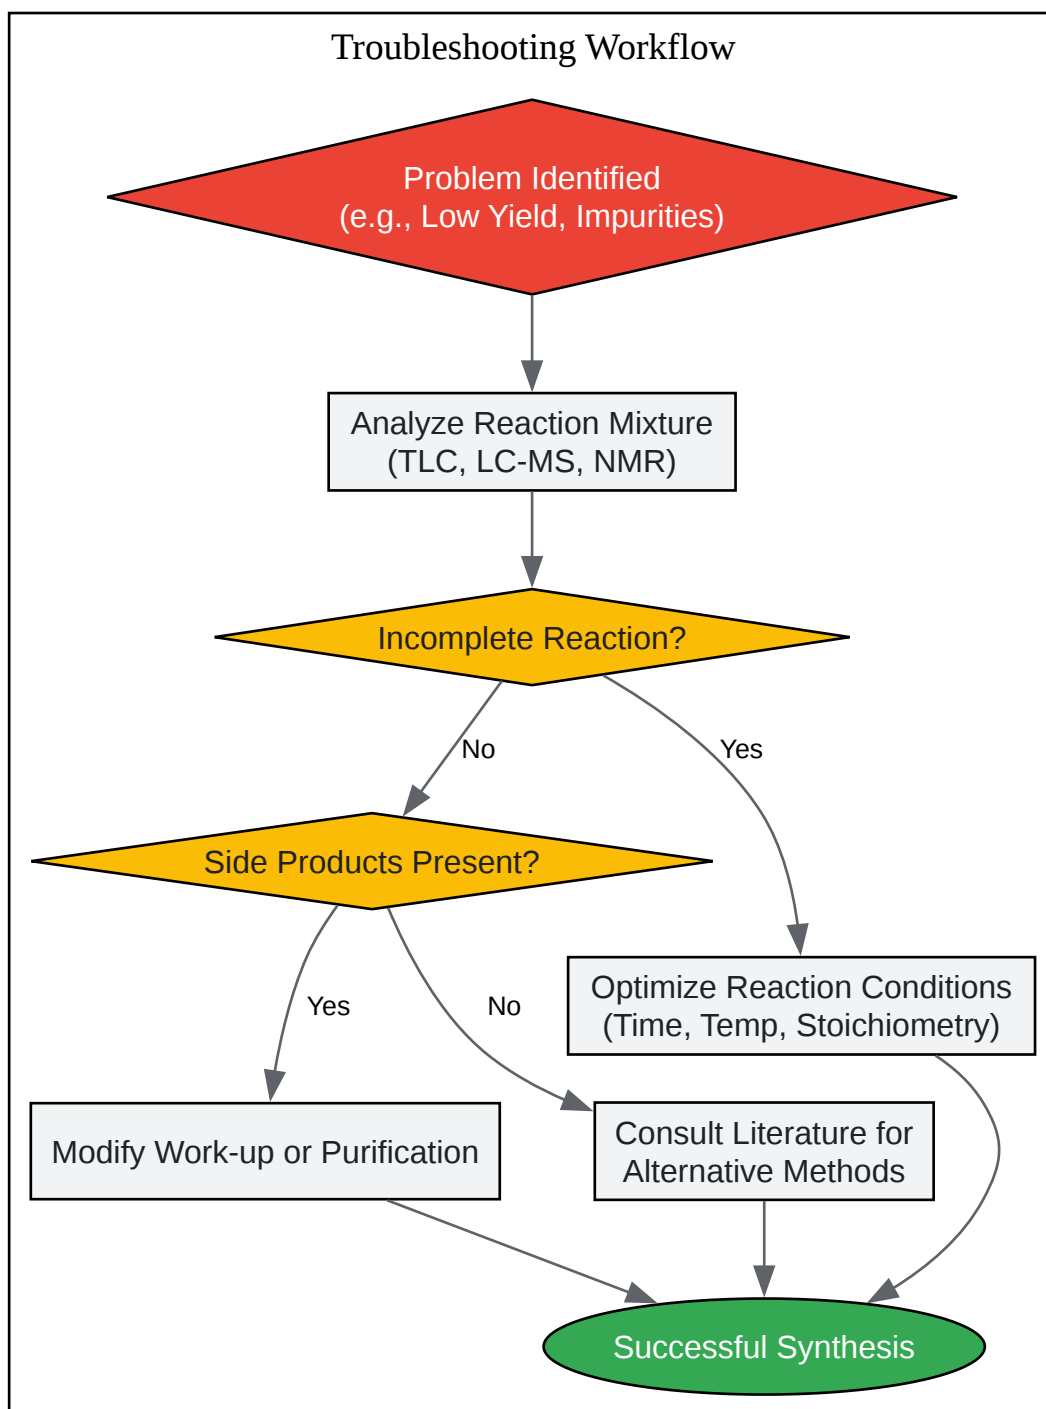 Troubleshooting Workflow
Problem Identified
(e.g., Low Yield, Impurities)
Analyze Reaction Mixture
(TLC, LC-MS, NMR)
Incomplete Reaction?
No
Yes
Side Products Present?
Optimize Reaction Conditions
(Time, Temp, Stoichiometry)
Yes
No
Modify Work-up or Purification
Consult Literature for
Alternative Methods
Successful Synthesis